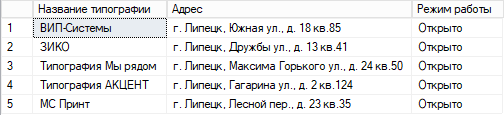 Название типографии Адрес Режим работы
1 ВИП-Системы г. Липецк, Южная ул., д. 18 кв.85 Открыто
2 ЗИКО г. Липецк, Дружбы ул., д. 13 кв.41 Открыто
3 Типография Мы рядом г. Липецк, Максима Горького ул., д. 24 кв.50 Открыто
4 Типография АКЦЕНТ г. Липецк, Гагарина ул., д. 2 кв.124 Открыто
5 МС Принт г. Липецк, Лесной пер., д. 23 кв.35 Открыто